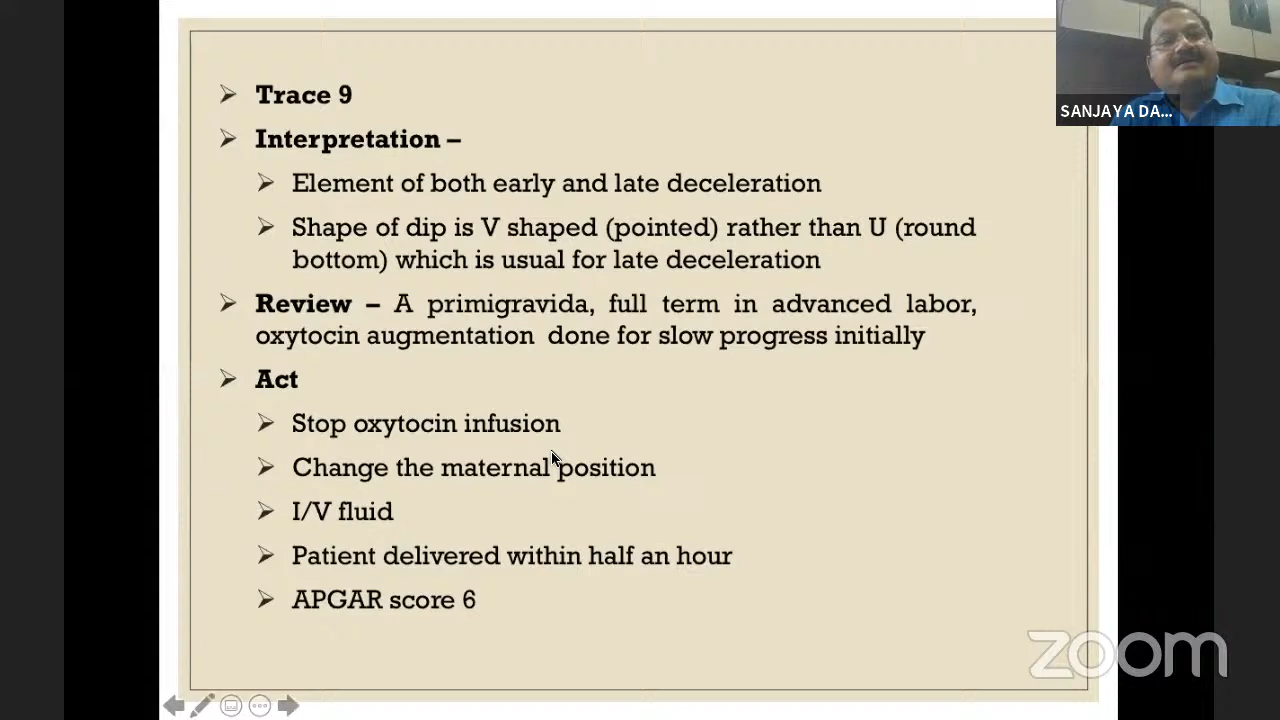 SANJAYA DA...
Trace 9
Interpretation –
Element of both early and late deceleration
Shape of dip is V shaped (pointed) rather than U (round
bottom) which is usual for late deceleration
Review – A primigravida, full term in advanced labor,
oxytocin augmentation done for slow progress initially
Act
Stop oxytocin infusion
Change the maternal position
I/V fluid
Patient delivered within half an hour
APGAR score 6
zoom